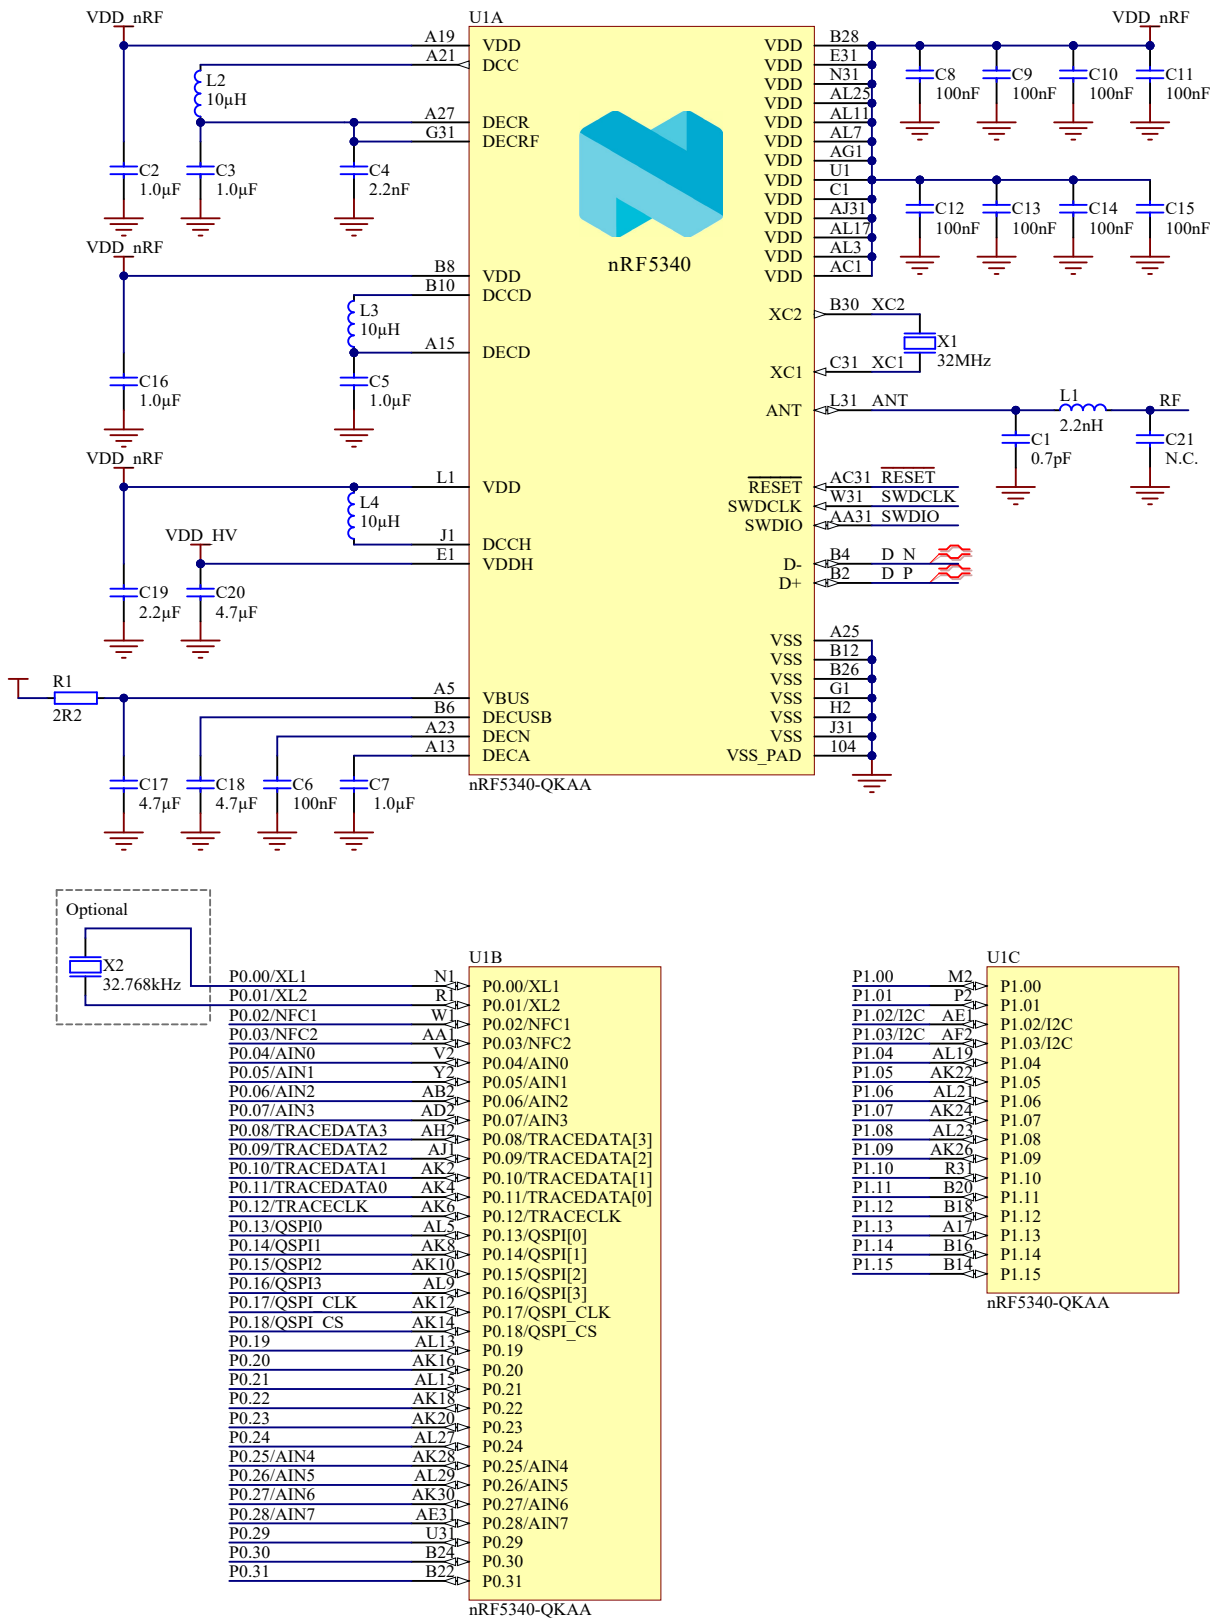 VDD_nRF
U1A
VDD_nRF
A19 VDD
A21 DCC
L2
10µH
A27 DECR
G31 DECRF
C2
1.0µF
C3
1.0µF
C4
2.2nF
VDD_nRF
B8 VDD
B10 DCCD
L3
10µH
A15 DECD
C16
1.0µF
C5
1.0µF
VDD_nRF
L1 VDD
L4
10µH
VDD_HV
J1 DCCH
E1 VDDH
C19
2.2µF
C20
4.7µF
R1
2R2
A5 VBUS
B6 DECUSB
A23 DECN
A13 DECA
C17
4.7µF
C18
4.7µF
C6
100nF
C7
1.0µF
nRF5340
VDD B28
VDD E31
VDD N31
VDD AL25
VDD AL11
VDD AL7
VDD AG1
VDD U1
VDD C1
VDD AJ31
VDD AL17
VDD AL3
VDD AC1
C8
100nF
C9
100nF
C10
100nF
C11
100nF
C12
100nF
C13
100nF
C14
100nF
C15
100nF
XC2 B30 XC2
X1
32MHz
XC1 C31 XC1
ANT L31 ANT
L1
2.2nH
RF
C1
0.7pF
C21
N.C.
RESET AC31 RESET
SWDCLK W31 SWDCLK
SWDIO AA31 SWDIO
D- B4 D_N
D+ B2 D_P
VSS A25
VSS B12
VSS B26
VSS G1
VSS H2
VSS J31
VSS_PAD 104
nRF5340-QKAA
Optional
X2
32.768kHz
U1B
P0.00/XL1 N1 P0.00/XL1
P0.01/XL2 R1 P0.01/XL2
P0.02/NFC1 W1 P0.02/NFC1
P0.03/NFC2 AA1 P0.03/NFC2
P0.04/AIN0 V2 P0.04/AIN0
P0.05/AIN1 Y2 P0.05/AIN1
P0.06/AIN2 AB2 P0.06/AIN2
P0.07/AIN3 AD2 P0.07/AIN3
P0.08/TRACEDATA3 AH2 P0.08/TRACEDATA[3]
P0.09/TRACEDATA2 AJ1 P0.09/TRACEDATA[2]
P0.10/TRACEDATA1 AK2 P0.10/TRACEDATA[1]
P0.11/TRACEDATA0 AK4 P0.11/TRACEDATA[0]
P0.12/TRACECLK AK6 P0.12/TRACECLK
P0.13/QSPI0 AL5 P0.13/QSPI[0]
P0.14/QSPI1 AK8 P0.14/QSPI[1]
P0.15/QSPI2 AK10 P0.15/QSPI[2]
P0.16/QSPI3 AL9 P0.16/QSPI[3]
P0.17/QSPI_CLK AK12 P0.17/QSPI_CLK
P0.18/QSPI_CS AK14 P0.18/QSPI_CS
P0.19 AL13 P0.19
P0.20 AK16 P0.20
P0.21 AL15 P0.21
P0.22 AK18 P0.22
P0.23 AK20 P0.23
P0.24 AL27 P0.24
P0.25/AIN4 AK28 P0.25/AIN4
P0.26/AIN5 AL29 P0.26/AIN5
P0.27/AIN6 AK30 P0.27/AIN6
P0.28/AIN7 AE31 P0.28/AIN7
P0.29 U31 P0.29
P0.30 B24 P0.30
P0.31 B22 P0.31
nRF5340-QKAA
U1C
P1.00 M2 P1.00
P1.01 P2 P1.01
P1.02/I2C AE1 P1.02/I2C
P1.03/I2C AF2 P1.03/I2C
P1.04 AL19 P1.04
P1.05 AK22 P1.05
P1.06 AL21 P1.06
P1.07 AK24 P1.07
P1.08 AL23 P1.08
P1.09 AK26 P1.09
P1.10 R31 P1.10
P1.11 B20 P1.11
P1.12 B18 P1.12
P1.13 A17 P1.13
P1.14 B16 P1.14
P1.15 B14 P1.15
nRF5340-QKAA